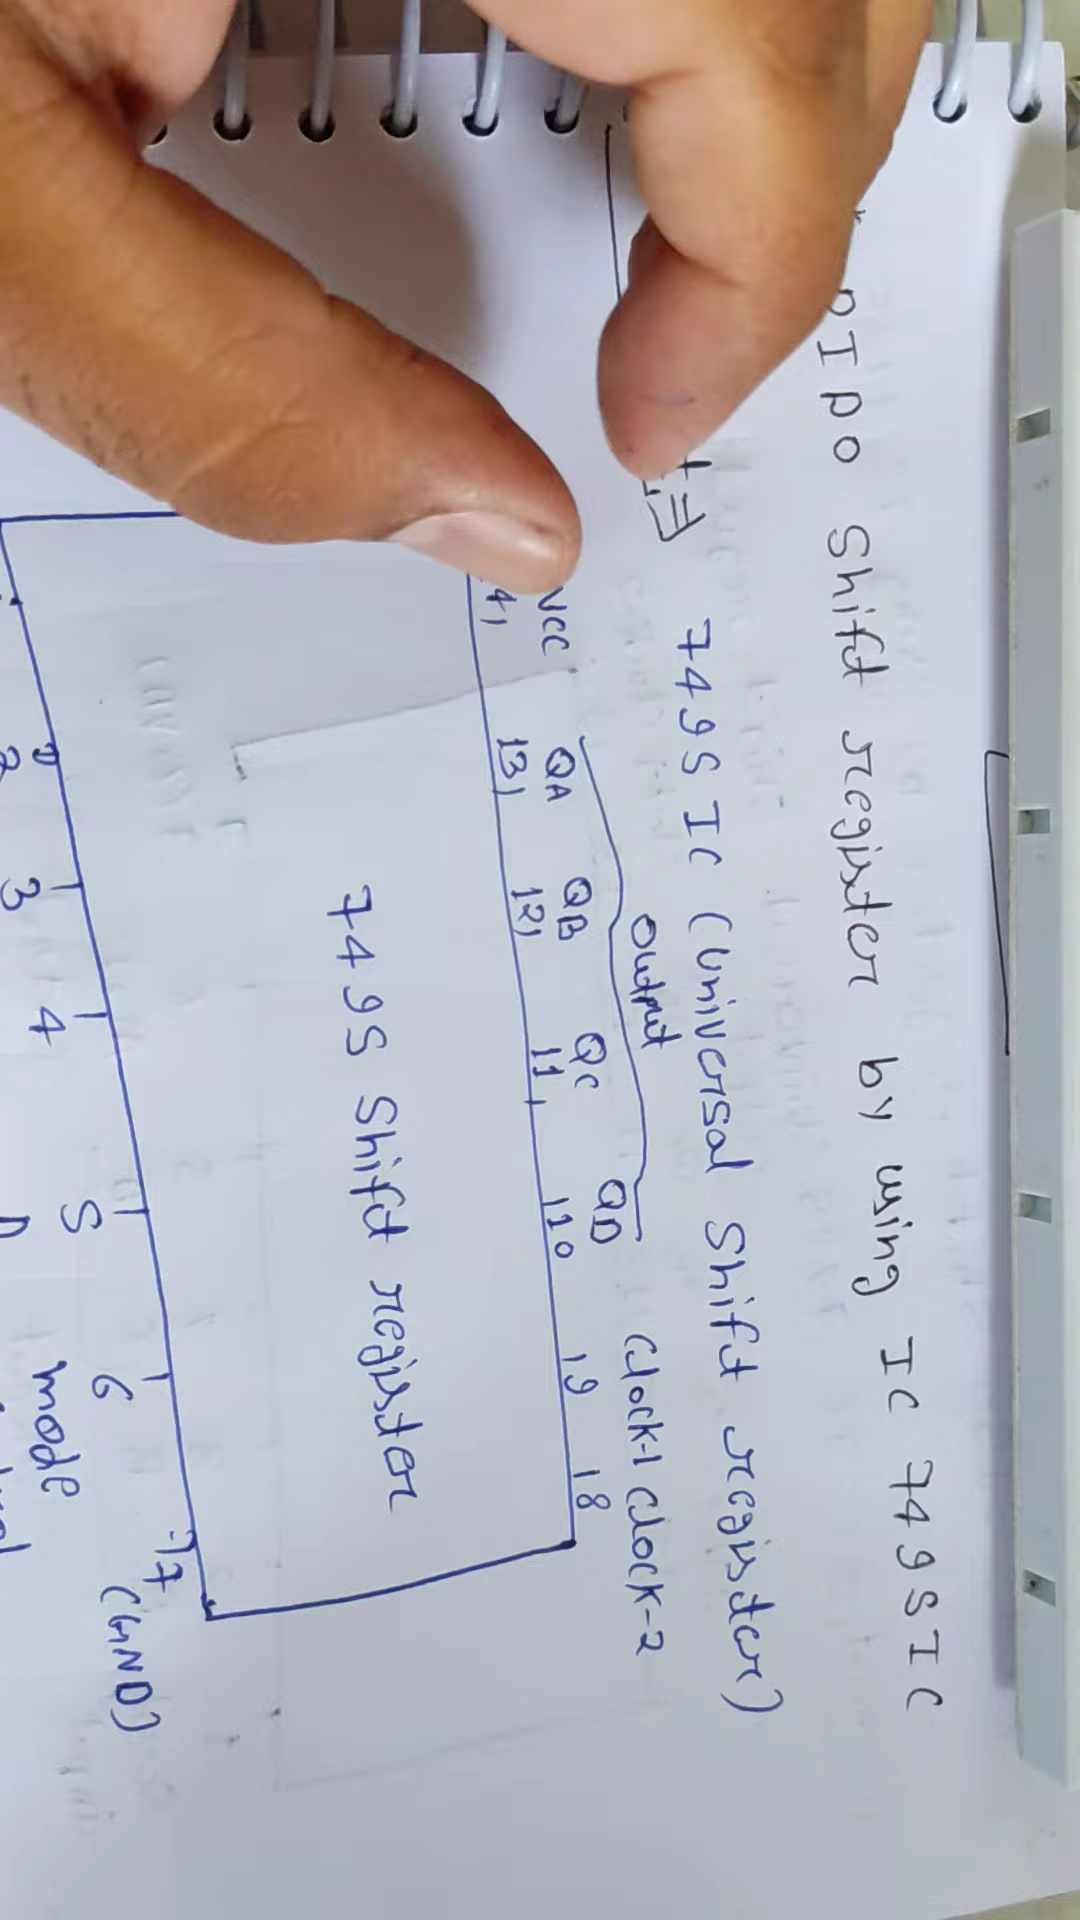 PIPO Shift register by using IC 7495IC
7495 IC (Universal Shift register)
output
Clock-1 Clock-2
VCC QA QB QC QD
14 13 12 11 10 9 8
7495 Shift register
2 3 4 5 6 7
mode (GND)